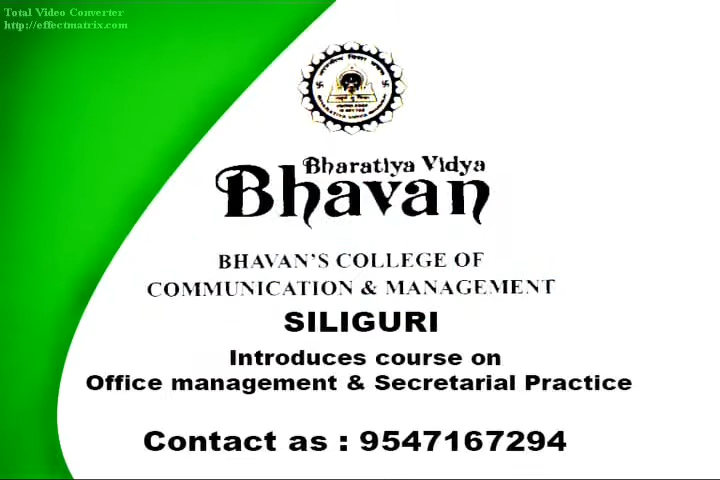 Total Video Converter
http://effectmatrix.com
Bharatiya Vidya
Bhavan
BHAVAN'S COLLEGE OF
COMMUNICATION & MANAGEMENT
SILIGURI
Introduces course on
Office management & Secretarial Practice
Contact as : 9547167294